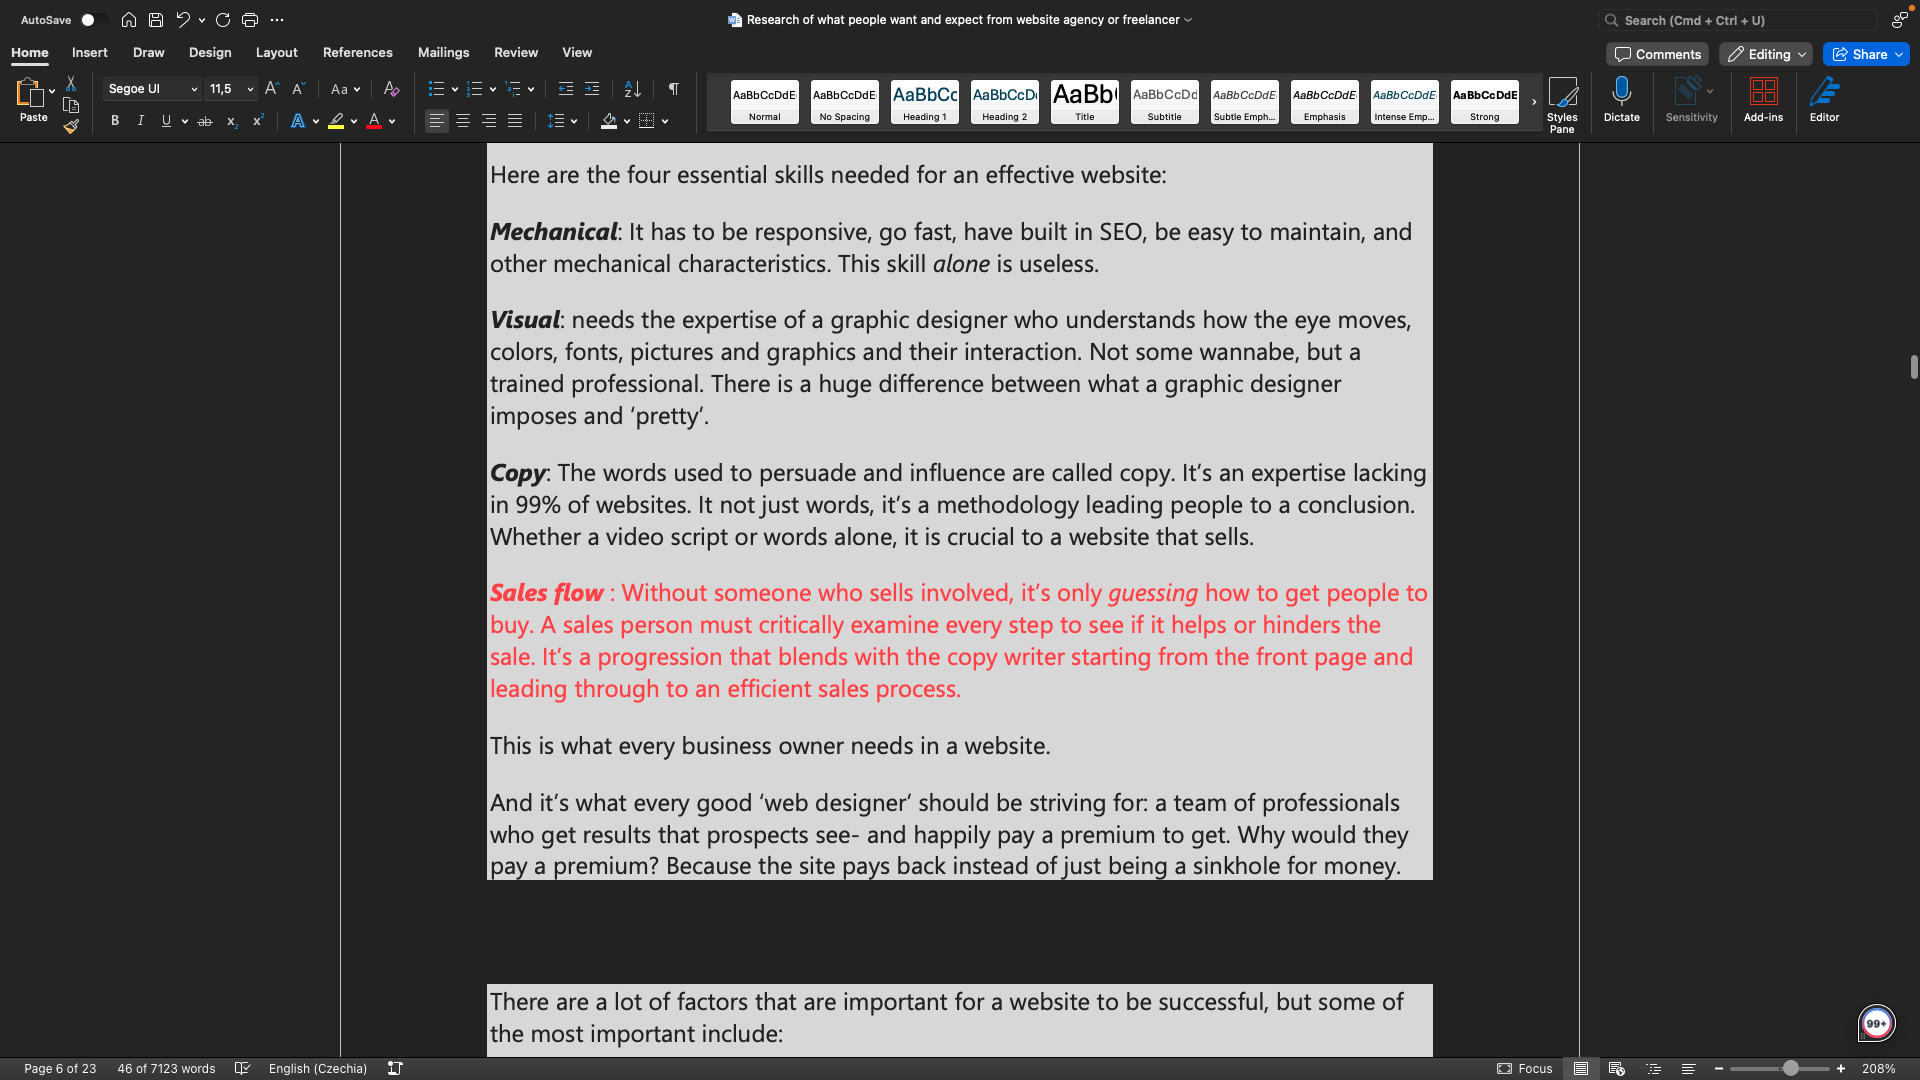 AutoSave
Research of what people want and expect from website agency or freelancer
Search (Cmd + Ctrl + U)
Home Insert Draw Design Layout References Mailings Review View
Comments Editing Share
Paste
Segoe UI 11,5
Aa
B I U ab x₂ x² A A
AaBbCcDdE AaBbCcDdE AaBbCc AaBbCcD AaBb( AaBbCcDd AaBbCcDdE AaBbCcDdE AaBbCcDdE AaBbCcDdE
Normal No Spacing Heading 1 Heading 2 Title Subtitle Subtle Emph... Emphasis Intense Emp... Strong
Styles Pane
Dictate
Sensitivity
Add-ins
Editor
Here are the four essential skills needed for an effective website:
Mechanical: It has to be responsive, go fast, have built in SEO, be easy to maintain, and
other mechanical characteristics. This skill alone is useless.
Visual: needs the expertise of a graphic designer who understands how the eye moves,
colors, fonts, pictures and graphics and their interaction. Not some wannabe, but a
trained professional. There is a huge difference between what a graphic designer
imposes and ‘pretty’.
Copy: The words used to persuade and influence are called copy. It’s an expertise lacking
in 99% of websites. It not just words, it’s a methodology leading people to a conclusion.
Whether a video script or words alone, it is crucial to a website that sells.
Sales flow : Without someone who sells involved, it’s only guessing how to get people to
buy. A sales person must critically examine every step to see if it helps or hinders the
sale. It’s a progression that blends with the copy writer starting from the front page and
leading through to an efficient sales process.
This is what every business owner needs in a website.
And it’s what every good ‘web designer’ should be striving for: a team of professionals
who get results that prospects see- and happily pay a premium to get. Why would they
pay a premium? Because the site pays back instead of just being a sinkhole for money.
There are a lot of factors that are important for a website to be successful, but some of
the most important include:
99+
Page 6 of 23 46 of 7123 words English (Czechia) Focus 208%